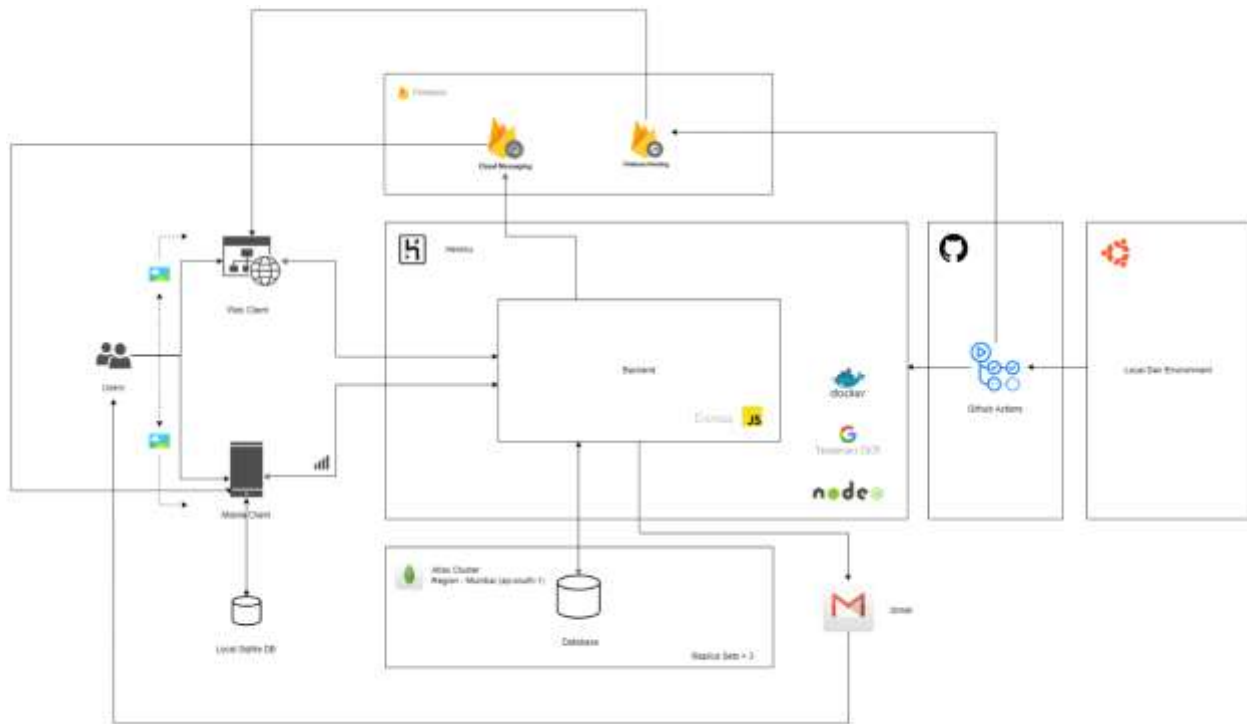 Firebase
Cloud Messaging
Firebase Hosting
Heroku
Web Client
Users
Backend
Express
JS
docker
Tesseract OCR
node
Github Actions
Local Dev Environment
Mobile Client
Atlas Cluster
Region - Mumbai (ap-south-1)
Database
Replica Sets = 3
Gmail
Local Sqlite DB